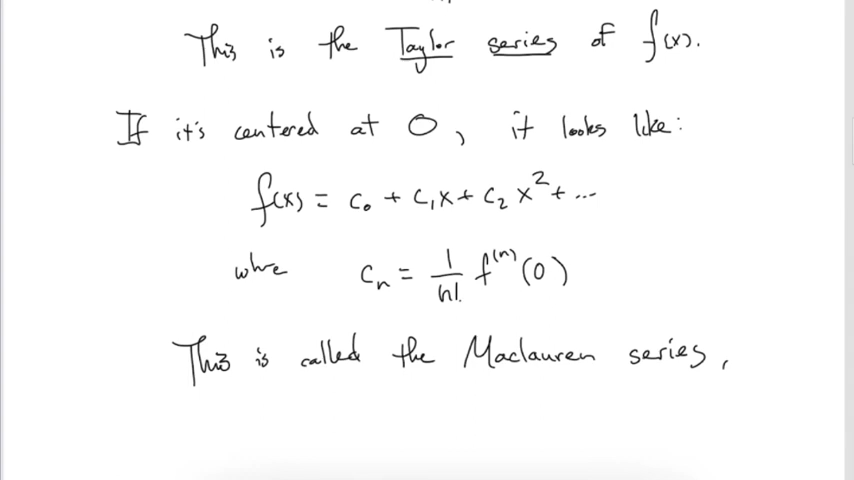 This is the Taylor series of f(x).
If it's centered at 0, it looks like:
f(x) = c₀ + c₁x + c₂x² + ...
where cₙ = 1/n! f⁽ⁿ⁾(0)
This is called the Maclauren series,